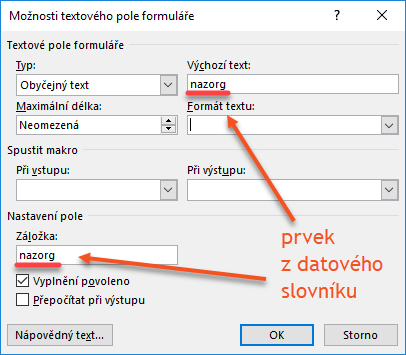 Možnosti textového pole formuláře
Textové pole formuláře
Typ: Výchozí text:
Obyčejný text nazorg
Maximální délka: Formát textu:
Neomezená
Spustit makro
Při vstupu: Při výstupu:
Nastavení pole
Záložka:
nazorg
Vyplnění povoleno
Přepočítat při výstupu
prvek
z datového
slovníku
Nápovědný text... OK Storno